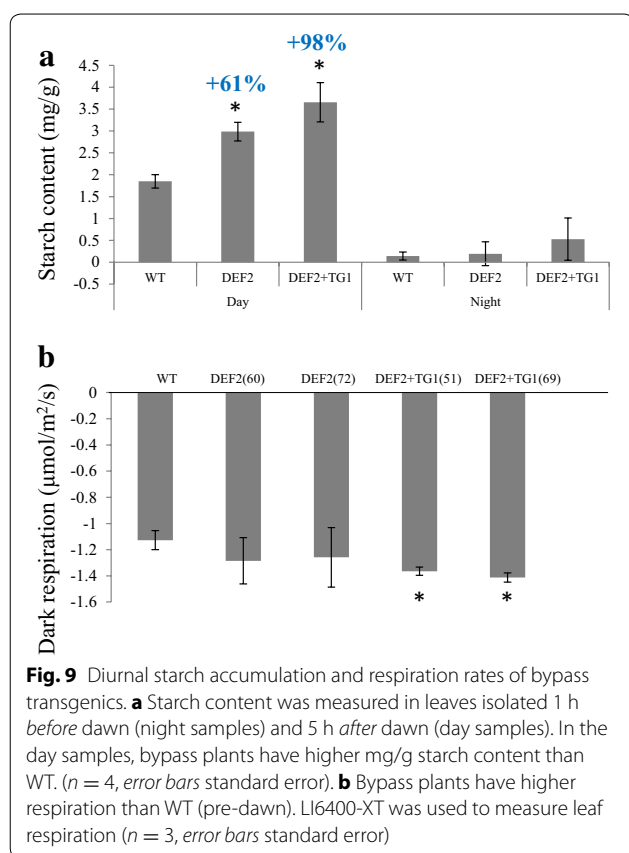 a
+98%
+61%
*
*
Starch content (mg/g)
4.5
4
3.5
3
2.5
2
1.5
1
0.5
0
-0.5
WT DEF2 DEF2+TG1 WT DEF2 DEF2+TG1
Day Night
b
WT DEF2(60) DEF2(72) DEF2+TG1(51) DEF2+TG1(69)
Dark respiration (µmol/m²/s)
0
-0.2
-0.4
-0.6
-0.8
-1
-1.2
-1.4
-1.6
* *
Fig. 9 Diurnal starch accumulation and respiration rates of bypass
transgenics. a Starch content was measured in leaves isolated 1 h
before dawn (night samples) and 5 h after dawn (day samples). In the
day samples, bypass plants have higher mg/g starch content than
WT. (n = 4, error bars standard error). b Bypass plants have higher
respiration than WT (pre-dawn). LI6400-XT was used to measure leaf
respiration (n = 3, error bars standard error)